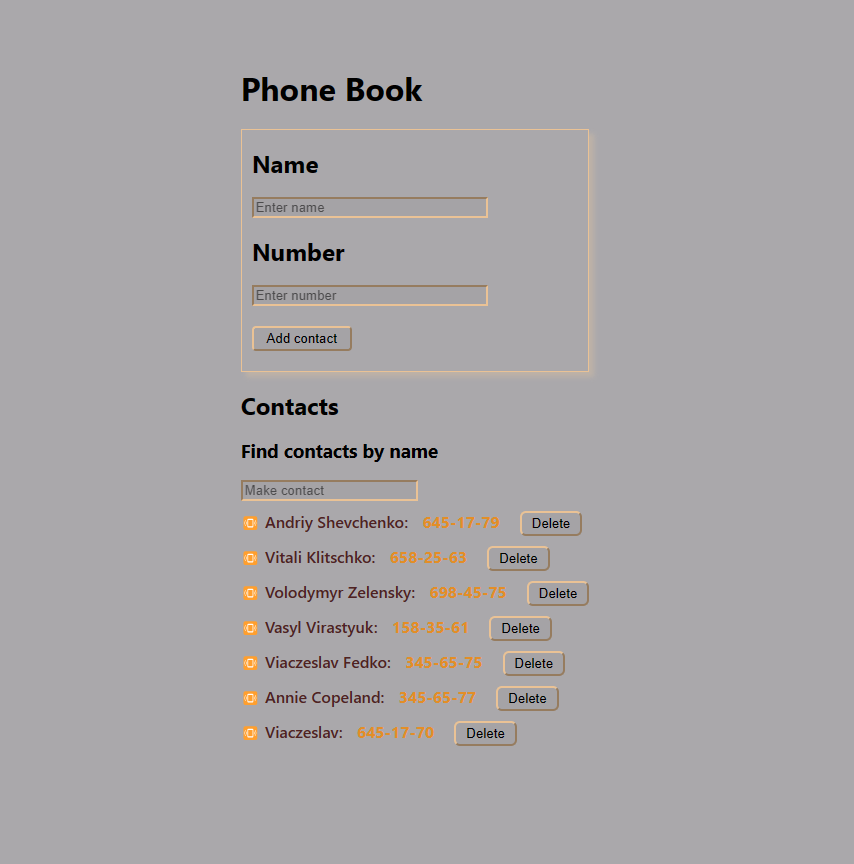 Phone Book
Name
Enter name
Number
Enter number
Add contact
Contacts
Find contacts by name
Make contact
Andriy Shevchenko: 645-17-79 Delete
Vitali Klitschko: 658-25-63 Delete
Volodymyr Zelensky: 698-45-75 Delete
Vasyl Virastyuk: 158-35-61 Delete
Viaczeslav Fedko: 345-65-75 Delete
Annie Copeland: 345-65-77 Delete
Viaczeslav: 645-17-70 Delete